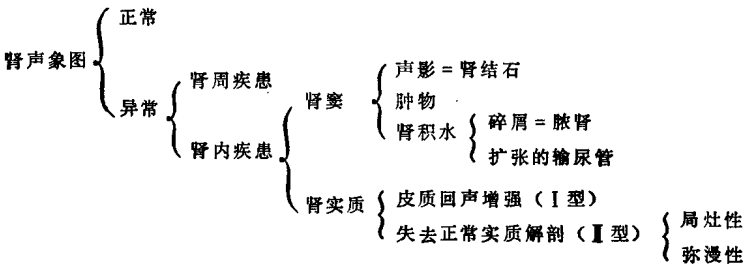 正常
肾声象图
异常
肾周疾患
肾内疾患
肾窦
声影=肾结石
肿物
肾积水
碎屑=脓肾
扩张的输尿管
肾实质
皮质回声增强(Ⅰ型)
失去正常实质解剖(Ⅱ型)
局灶性
弥漫性